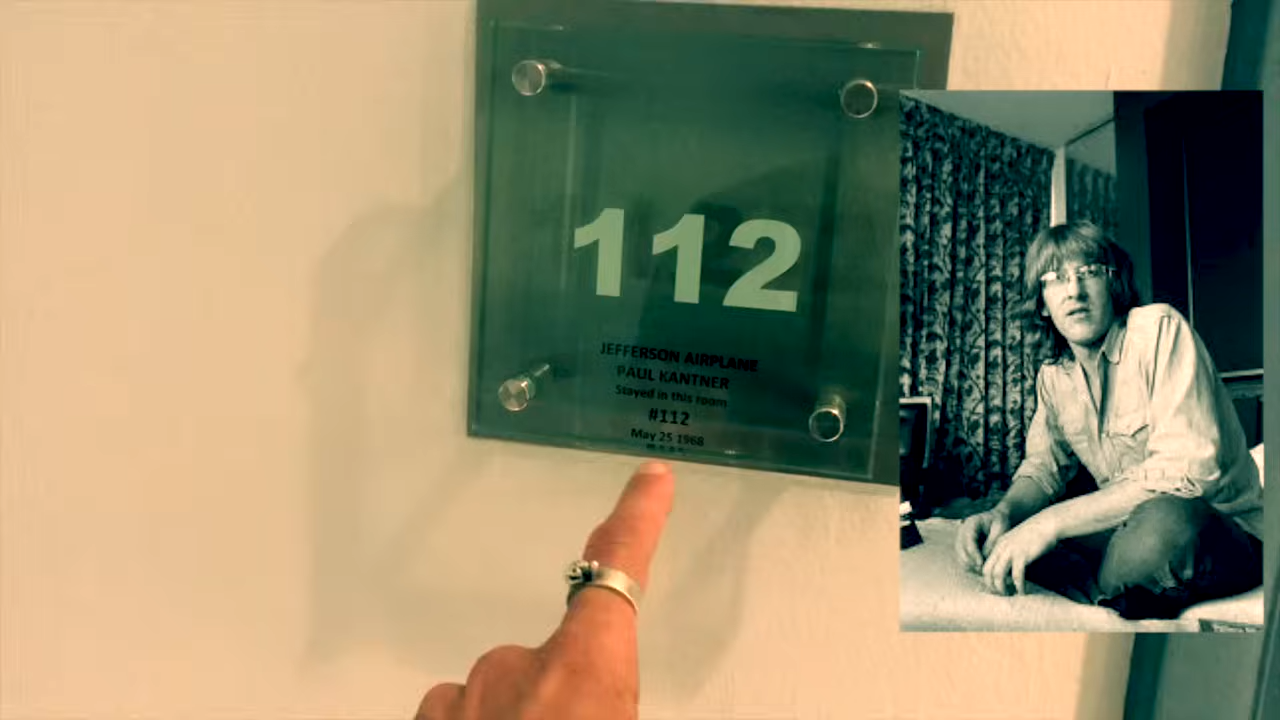 112
JEFFERSON AIRPLANE
PAUL KANTNER
Stayed in this room
#112
May 25 1968